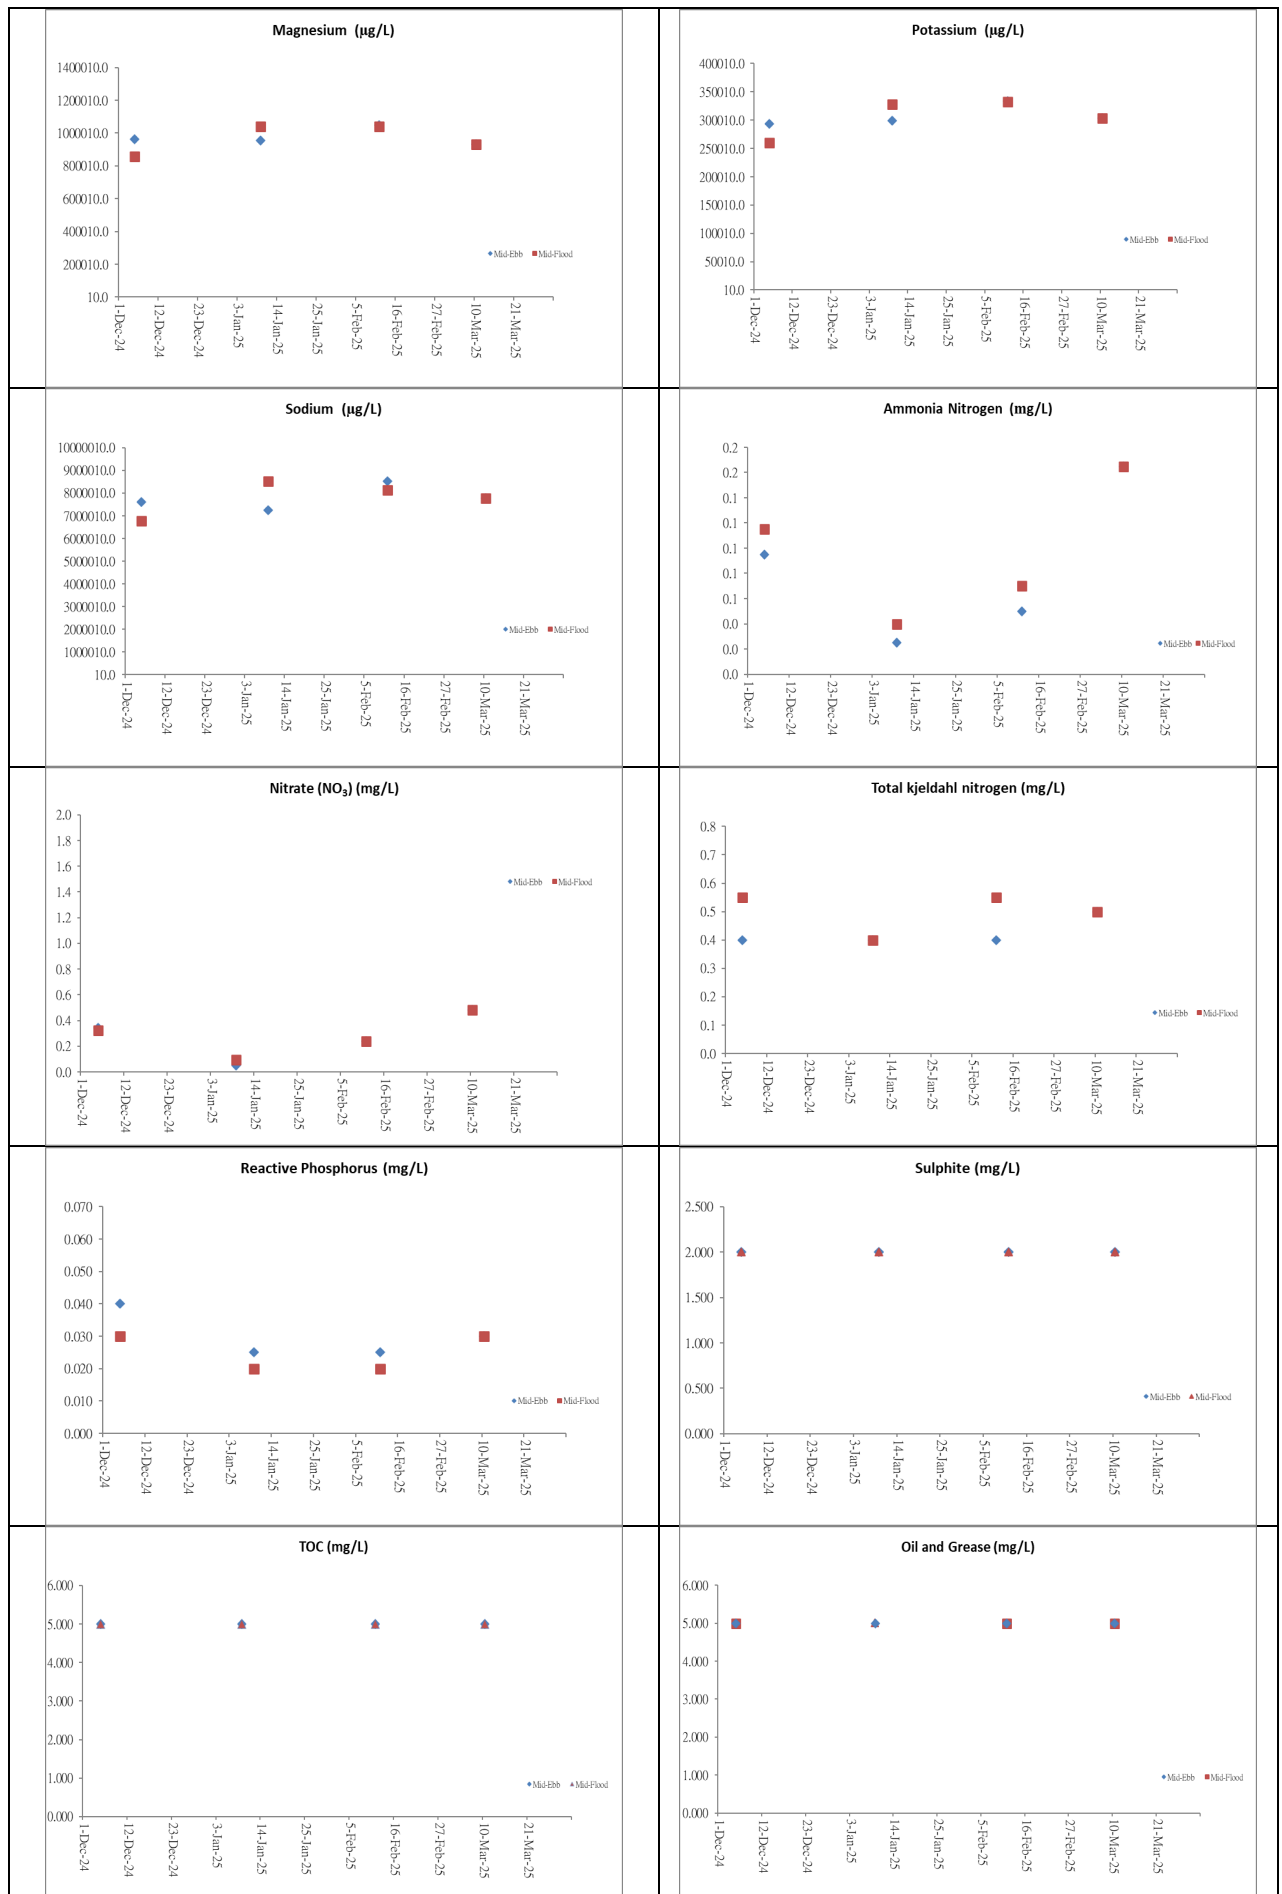 Magnesium (µg/L)
1400010.0
1200010.0
1000010.0
800010.0
600010.0
400010.0
200010.0
10.0
1-Dec-24
12-Dec-24
23-Dec-24
3-Jan-25
14-Jan-25
25-Jan-25
5-Feb-25
16-Feb-25
27-Feb-25
10-Mar-25
21-Mar-25
Mid-Ebb Mid-Flood
Potassium (µg/L)
400010.0
350010.0
300010.0
250010.0
200010.0
150010.0
100010.0
50010.0
10.0
1-Dec-24
12-Dec-24
23-Dec-24
3-Jan-25
14-Jan-25
25-Jan-25
5-Feb-25
16-Feb-25
27-Feb-25
10-Mar-25
21-Mar-25
Mid-Ebb Mid-Flood
Sodium (µg/L)
10000010.0
9000010.0
8000010.0
7000010.0
6000010.0
5000010.0
4000010.0
3000010.0
2000010.0
1000010.0
10.0
1-Dec-24
12-Dec-24
23-Dec-24
3-Jan-25
14-Jan-25
25-Jan-25
5-Feb-25
16-Feb-25
27-Feb-25
10-Mar-25
21-Mar-25
Mid-Ebb Mid-Flood
Ammonia Nitrogen (mg/L)
0.2
0.2
0.1
0.1
0.1
0.1
0.1
0.0
0.0
0.0
1-Dec-24
12-Dec-24
23-Dec-24
3-Jan-25
14-Jan-25
25-Jan-25
5-Feb-25
16-Feb-25
27-Feb-25
10-Mar-25
21-Mar-25
Mid-Ebb Mid-Flood
Nitrate (NO₃) (mg/L)
2.0
1.8
1.6
1.4
1.2
1.0
0.8
0.6
0.4
0.2
0.0
1-Dec-24
12-Dec-24
23-Dec-24
3-Jan-25
14-Jan-25
25-Jan-25
5-Feb-25
16-Feb-25
27-Feb-25
10-Mar-25
21-Mar-25
Mid-Ebb Mid-Flood
Total kjeldahl nitrogen (mg/L)
0.8
0.7
0.6
0.5
0.4
0.3
0.2
0.1
0.0
1-Dec-24
12-Dec-24
23-Dec-24
3-Jan-25
14-Jan-25
25-Jan-25
5-Feb-25
16-Feb-25
27-Feb-25
10-Mar-25
21-Mar-25
Mid-Ebb Mid-Flood
Reactive Phosphorus (mg/L)
0.070
0.060
0.050
0.040
0.030
0.020
0.010
0.000
1-Dec-24
12-Dec-24
23-Dec-24
3-Jan-25
14-Jan-25
25-Jan-25
5-Feb-25
16-Feb-25
27-Feb-25
10-Mar-25
21-Mar-25
Mid-Ebb Mid-Flood
Sulphite (mg/L)
2.500
2.000
1.500
1.000
0.500
0.000
1-Dec-24
12-Dec-24
23-Dec-24
3-Jan-25
14-Jan-25
25-Jan-25
5-Feb-25
16-Feb-25
27-Feb-25
10-Mar-25
21-Mar-25
Mid-Ebb Mid-Flood
TOC (mg/L)
6.000
5.000
4.000
3.000
2.000
1.000
0.000
1-Dec-24
12-Dec-24
23-Dec-24
3-Jan-25
14-Jan-25
25-Jan-25
5-Feb-25
16-Feb-25
27-Feb-25
10-Mar-25
21-Mar-25
Mid-Ebb Mid-Flood
Oil and Grease (mg/L)
6.000
5.000
4.000
3.000
2.000
1.000
0.000
1-Dec-24
12-Dec-24
23-Dec-24
3-Jan-25
14-Jan-25
25-Jan-25
5-Feb-25
16-Feb-25
27-Feb-25
10-Mar-25
21-Mar-25
Mid-Ebb Mid-Flood